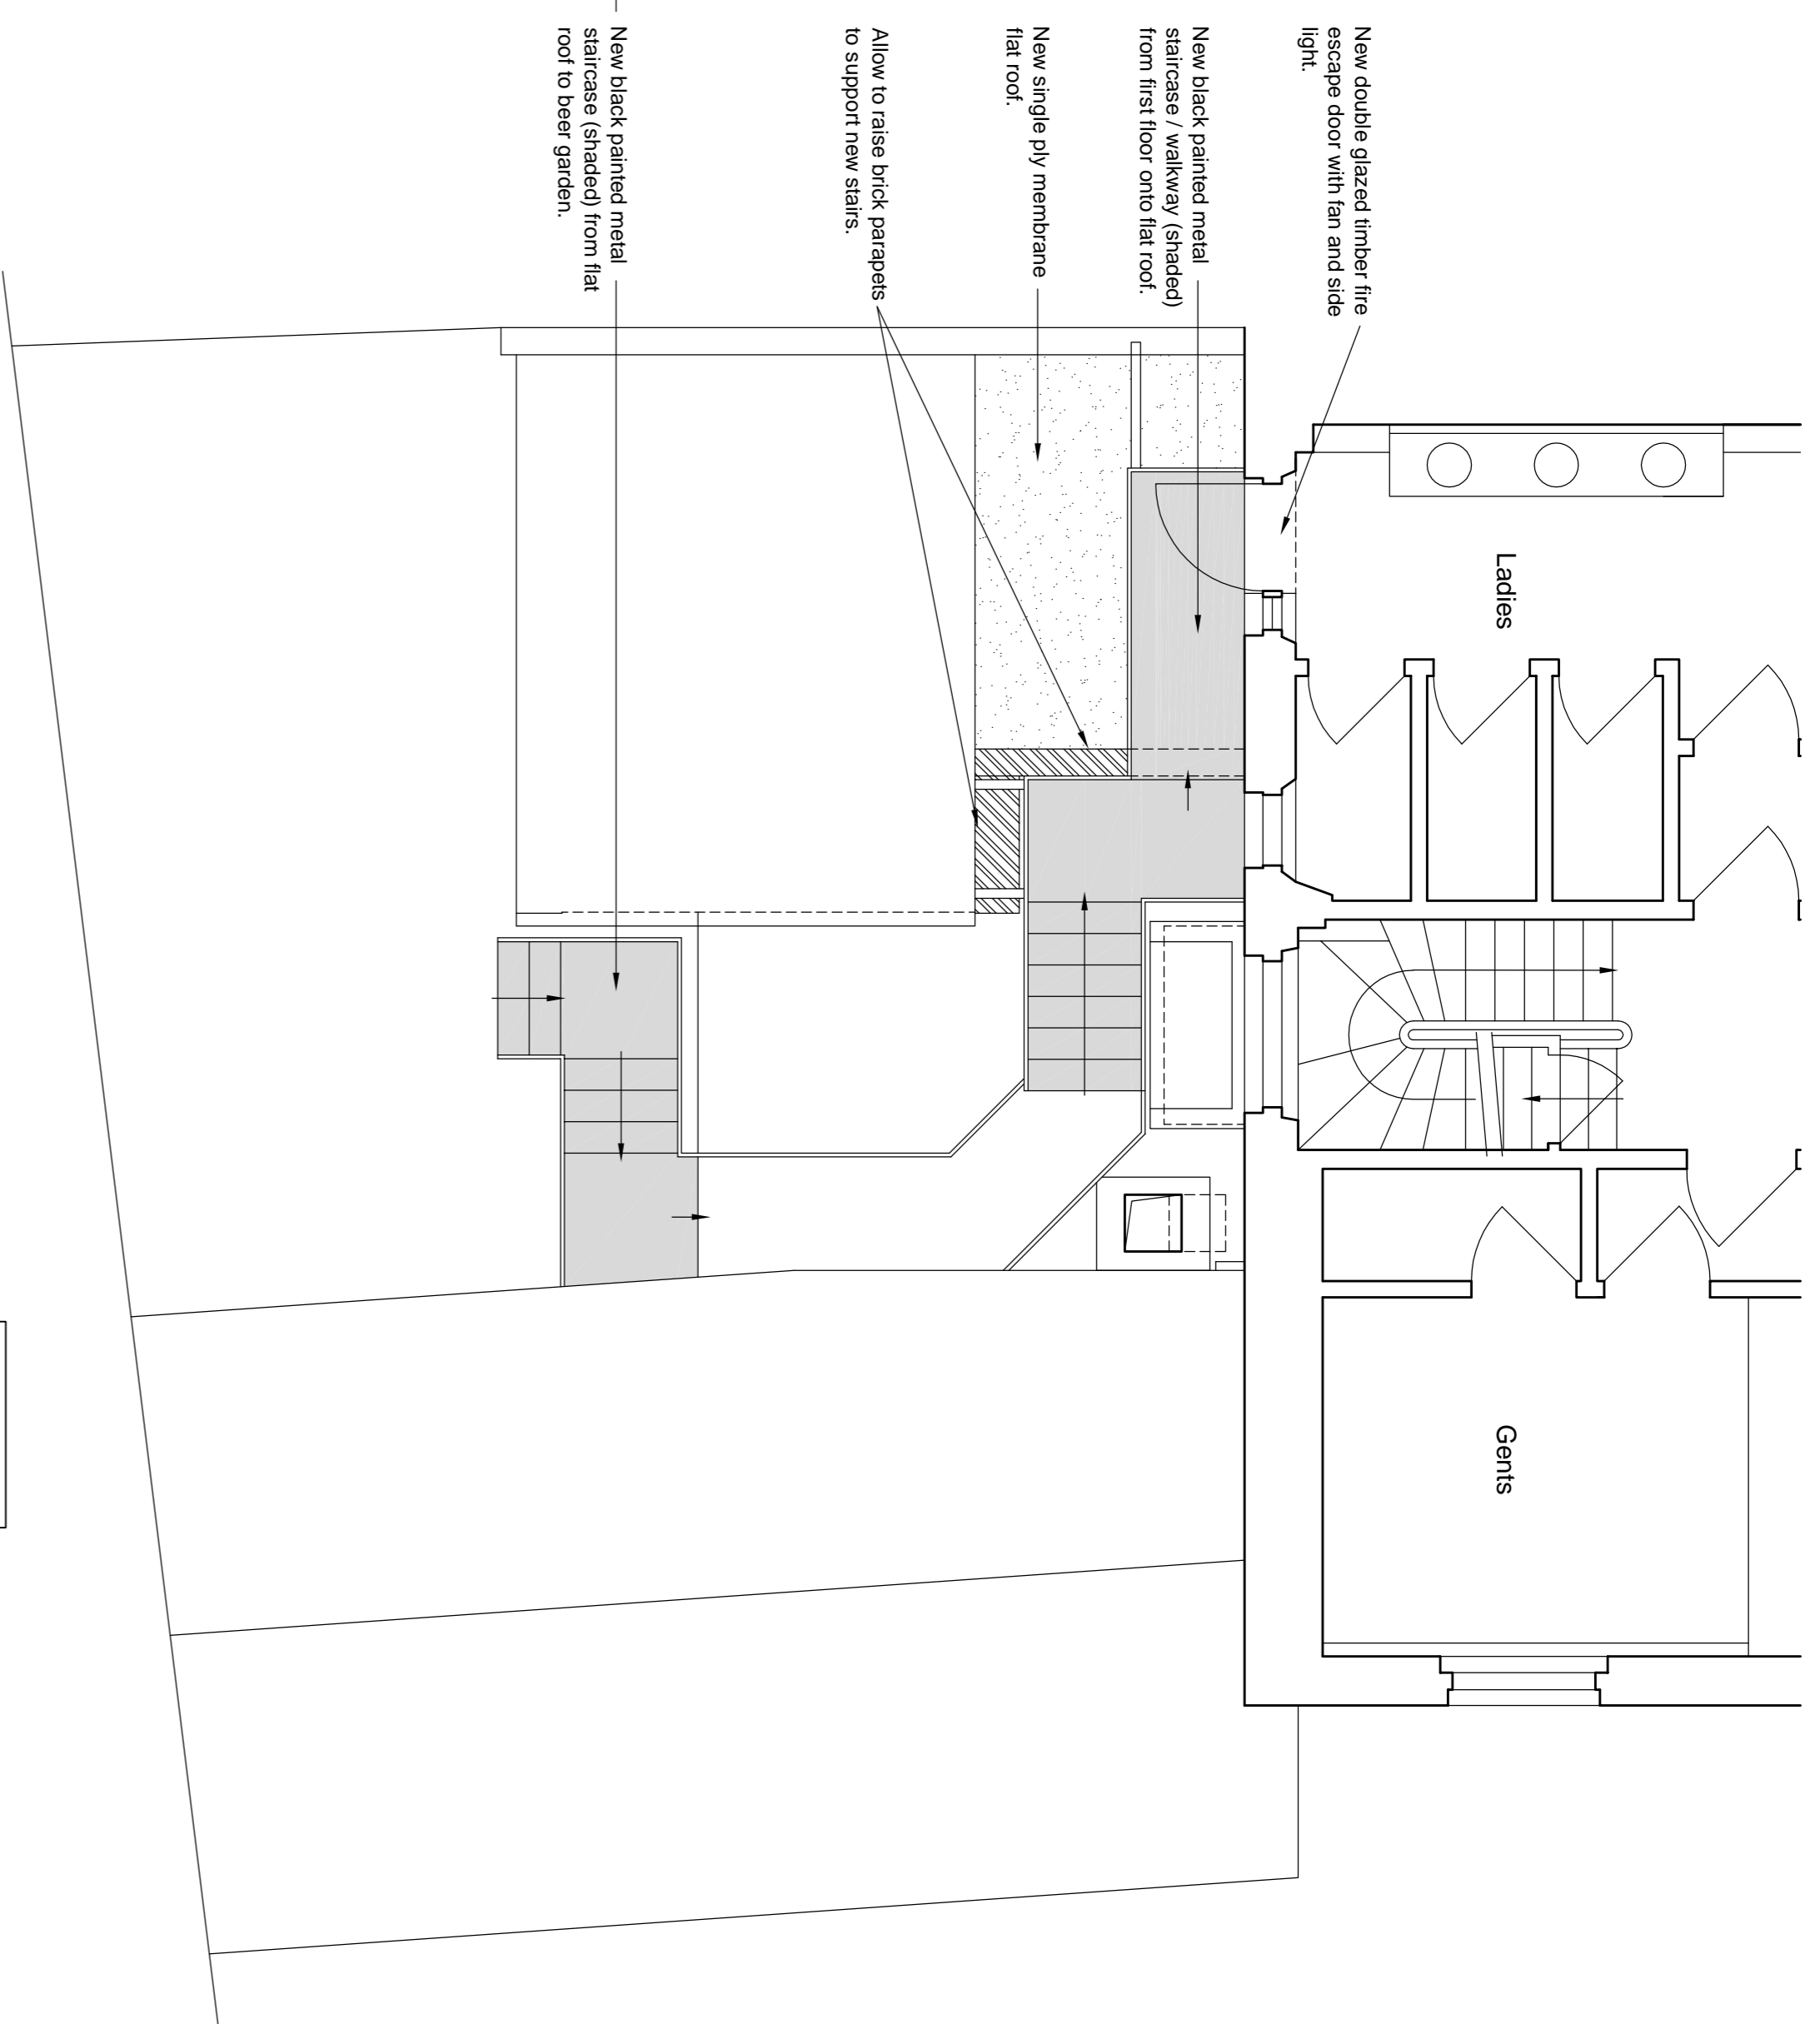 New double glazed timber fire
escape door with fan and side
light.
New black painted metal
staircase / walkway (shaded)
from first floor onto flat roof.
New single ply membrane
flat roof.
Allow to raise brick parapets
to support new stairs.
New black painted metal
staircase (shaded) from flat
roof to beer garden.
Ladies
Gents